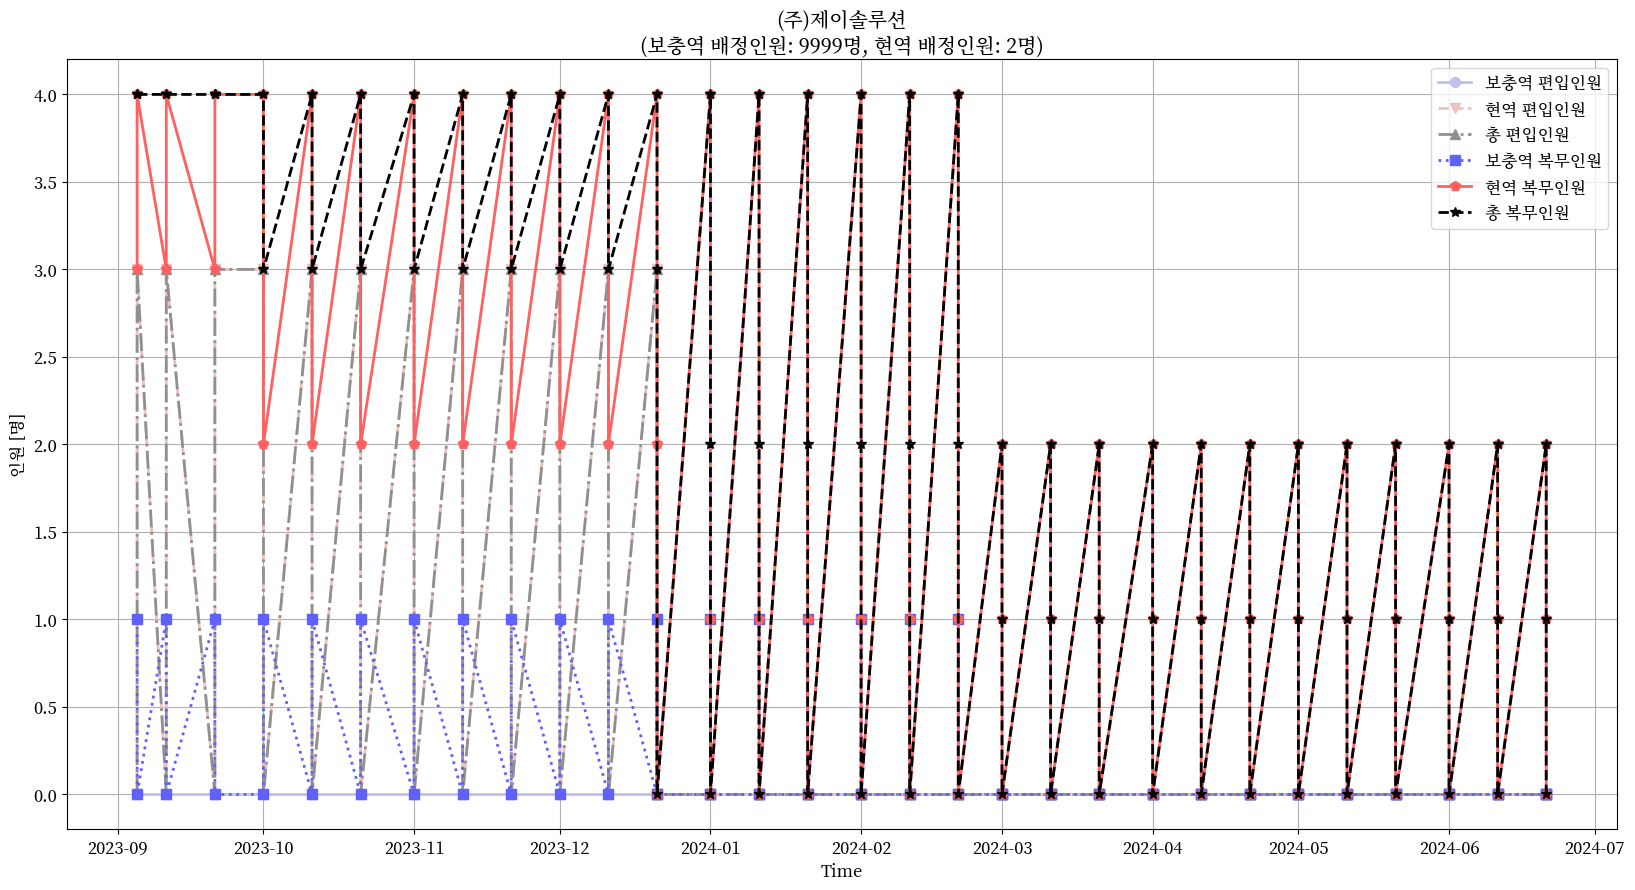 (주)제이솔루션
(보충역 배정인원: 9999명, 현역 배정인원: 2명)
인원 [명]
4.0
3.5
3.0
2.5
2.0
1.5
1.0
0.5
0.0
보충역 편입인원
현역 편입인원
총 편입인원
보충역 복무인원
현역 복무인원
총 복무인원
2023-09 2023-10 2023-11 2023-12 2024-01 2024-02 2024-03 2024-04 2024-05 2024-06 2024-07
Time